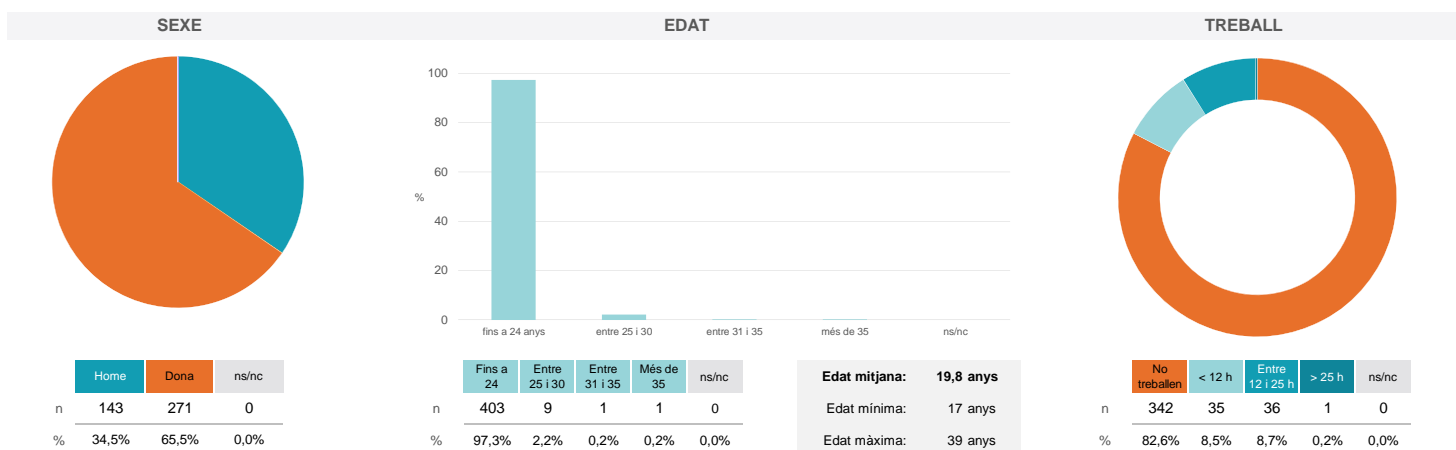 SEXE
EDAT
TREBALL
100
80
60
%
40
20
0
fins a 24 anys
entre 25 i 30
entre 31 i 35
més de 35
ns/nc
Home Dona ns/nc
n 143 271 0
% 34,5% 65,5% 0,0%
Fins a 24 Entre 25 i 30 Entre 31 i 35 Més de 35 ns/nc
n 403 9 1 1 0
% 97,3% 2,2% 0,2% 0,2% 0,0%
Edat mitjana: 19,8 anys
Edat mínima: 17 anys
Edat màxima: 39 anys
No treballen < 12 h Entre 12 i 25 h > 25 h ns/nc
n 342 35 36 1 0
% 82,6% 8,5% 8,7% 0,2% 0,0%